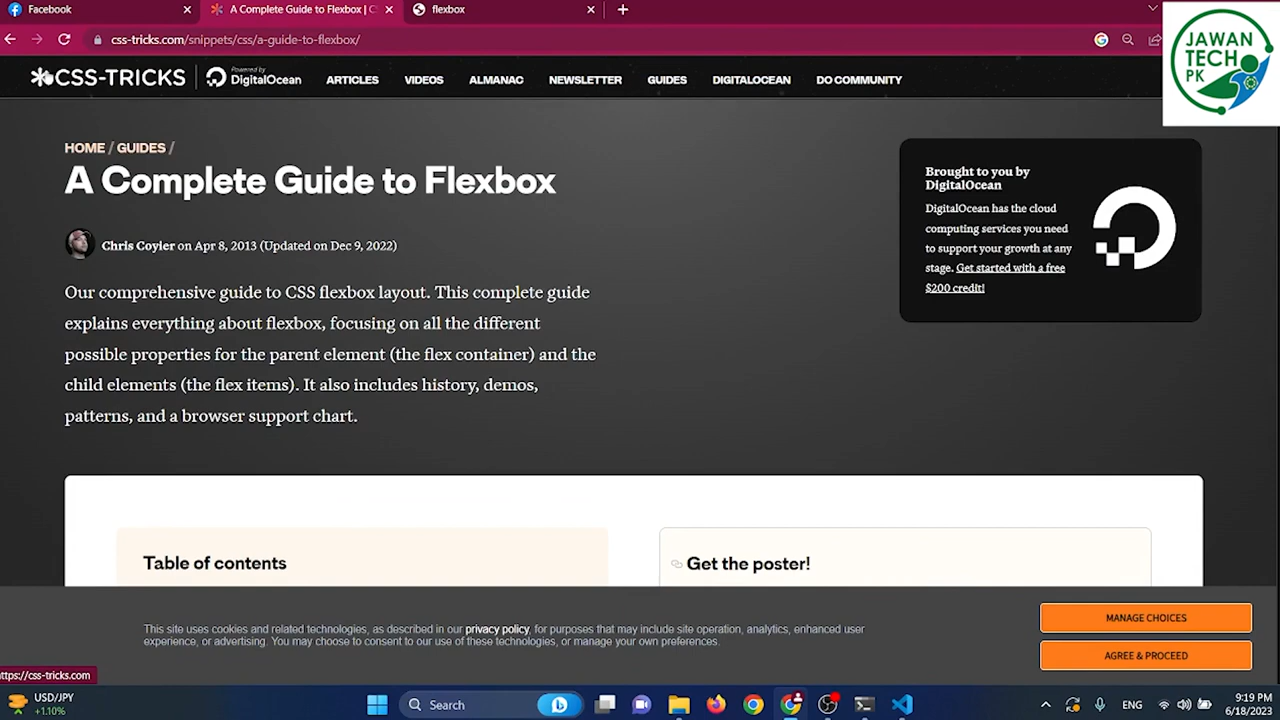 Facebook
A Complete Guide to Flexbox | C
flexbox
css-tricks.com/snippets/css/a-guide-to-flexbox/
JAWAN
TECH
PK
CSS-TRICKS
Powered by
DigitalOcean
ARTICLES
VIDEOS
ALMANAC
NEWSLETTER
GUIDES
DIGITALOCEAN
DO COMMUNITY
HOME / GUIDES /
A Complete Guide to Flexbox
Chris Coyier on Apr 8, 2013 (Updated on Dec 9, 2022)
Our comprehensive guide to CSS flexbox layout. This complete guide
explains everything about flexbox, focusing on all the different
possible properties for the parent element (the flex container) and the
child elements (the flex items). It also includes history, demos,
patterns, and a browser support chart.
Brought to you by
DigitalOcean
DigitalOcean has the cloud
computing services you need
to support your growth at any
stage. Get started with a free
$200 credit!
Table of contents
Get the poster!
This site uses cookies and related technologies, as described in our privacy policy, for purposes that may include site operation, analytics, enhanced user
experience, or advertising. You may choose to consent to our use of these technologies, or manage your own preferences.
MANAGE CHOICES
AGREE & PROCEED
ttps://css-tricks.com
USD/JPY
+1.10%
Search
ENG
9:19 PM
6/18/2023